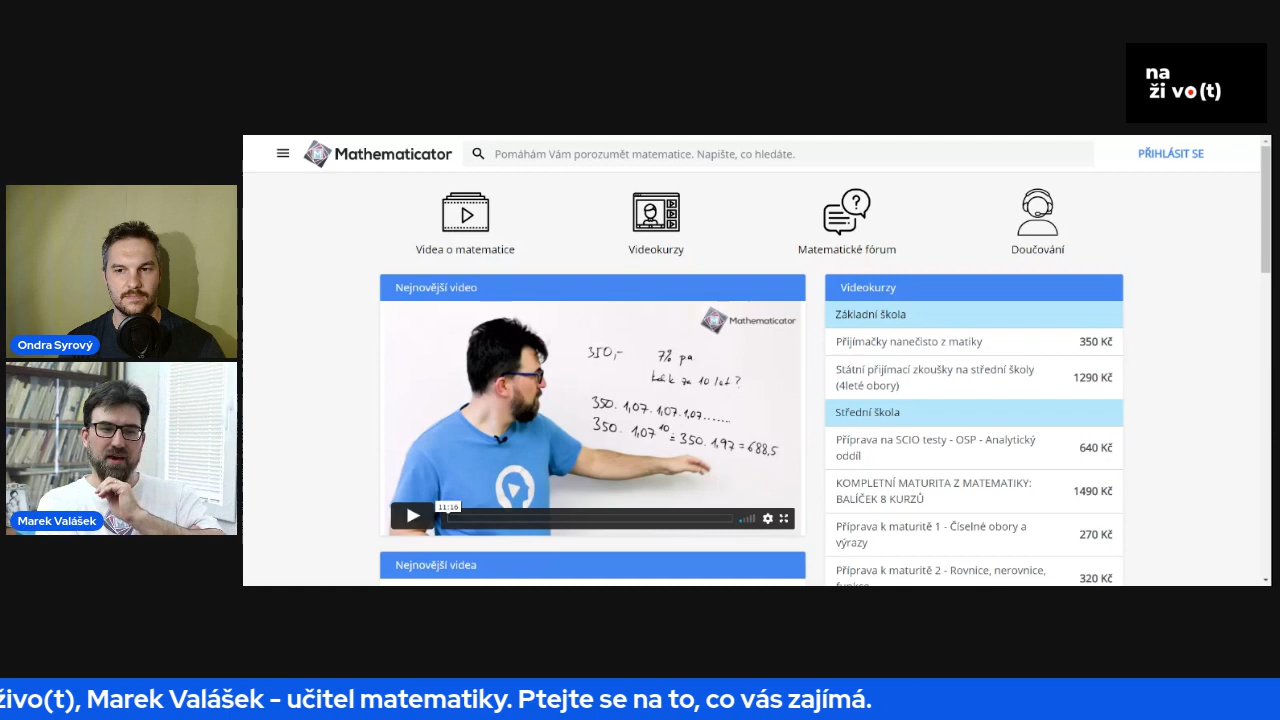 na
ži vo(t)
Mathematicator
Pomáhám Vám porozumět matematice. Napište, co hledáte.
PŘIHLÁSIT SE
Videa o matematice
Videokurzy
Matematické fórum
Doučování
Nejnovější video
Mathematicator
350,-
7% pa
kolik za 10 let?
350. 1,07. 1,07. 1,07.......
350. 1,07¹⁰ = 350. 1,97 = 688,5
11:16
Nejnovější videa
Videokurzy
Základní škola
Přijímačky nanečisto z matiky 350 Kč
Státní přijímací zkoušky na střední školy
(4leté obory)
1290 Kč
Střední škola
Příprava na SCIO testy - OSP - Analytický
oddíl
640 Kč
KOMPLETNÍ MATURITA Z MATEMATIKY:
BALÍČEK 8 KURZŮ
1490 Kč
Příprava k maturitě 1 - Číselné obory a
výrazy
270 Kč
Příprava k maturitě 2 - Rovnice, nerovnice,
funkce
320 Kč
Ondra Syrový
Marek Valášek
živo(t), Marek Valášek - učitel matematiky. Ptejte se na to, co vás zajímá.